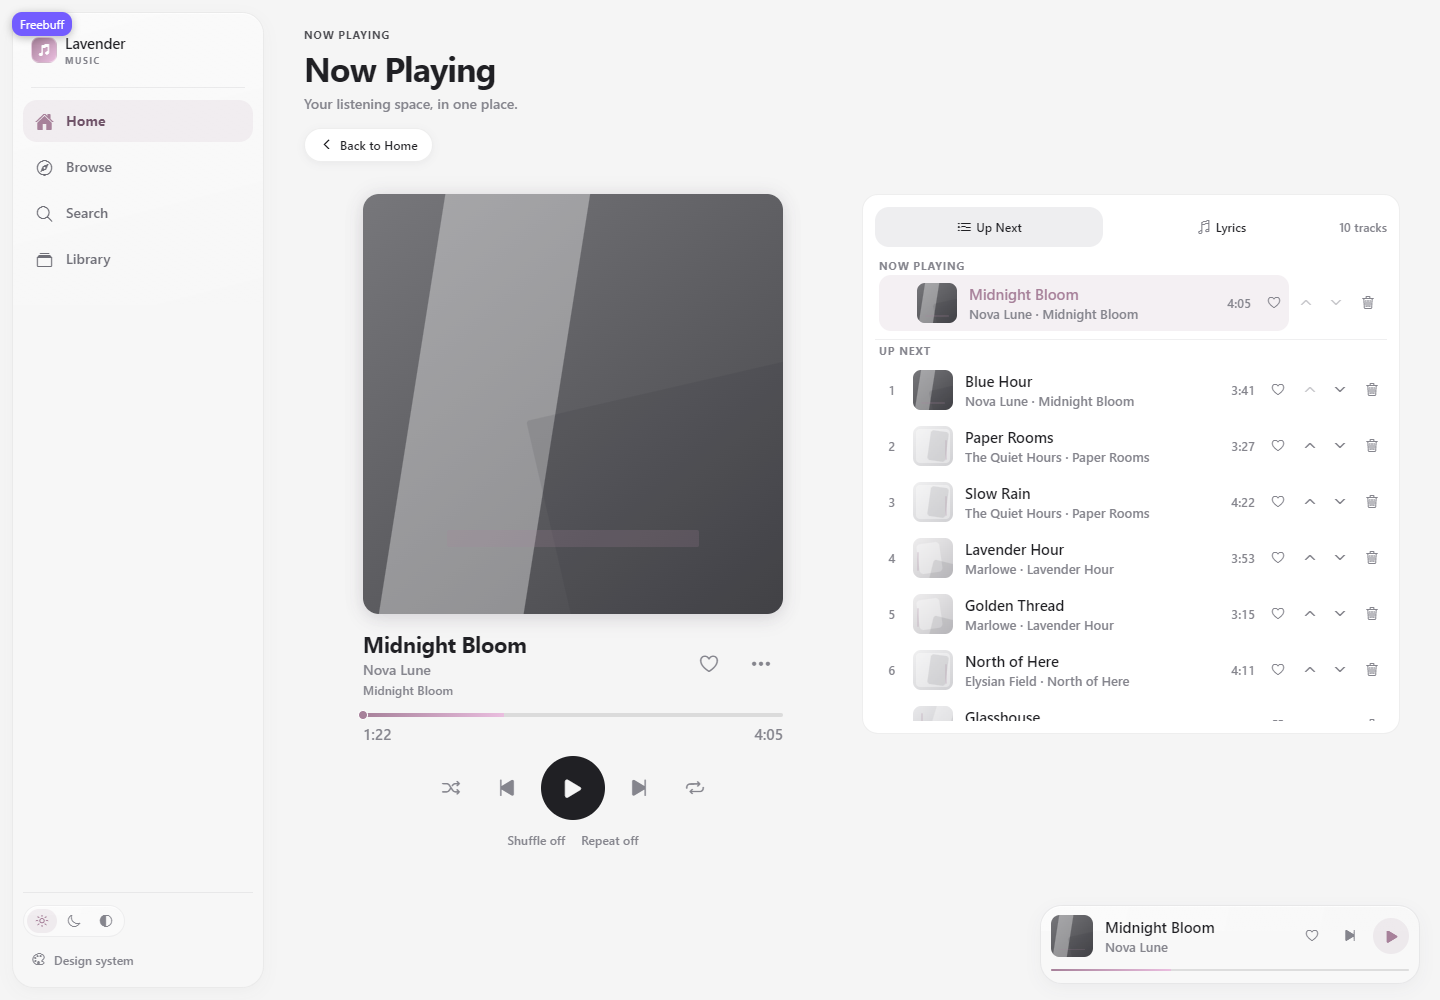 Freebuff
Lavender
MUSIC
Home
Browse
Search
Library
Design system
NOW PLAYING
Now Playing
Your listening space, in one place.
Back to Home
Midnight Bloom
Nova Lune
Midnight Bloom
1:22 4:05
Shuffle off Repeat off
Up Next Lyrics 10 tracks
NOW PLAYING
Midnight Bloom
Nova Lune · Midnight Bloom
4:05
UP NEXT
1 Blue Hour 3:41
Nova Lune · Midnight Bloom
2 Paper Rooms 3:27
The Quiet Hours · Paper Rooms
3 Slow Rain 4:22
The Quiet Hours · Paper Rooms
4 Lavender Hour 3:53
Marlowe · Lavender Hour
5 Golden Thread 3:15
Marlowe · Lavender Hour
6 North of Here 4:11
Elysian Field · North of Here
Glasshouse
Midnight Bloom
Nova Lune